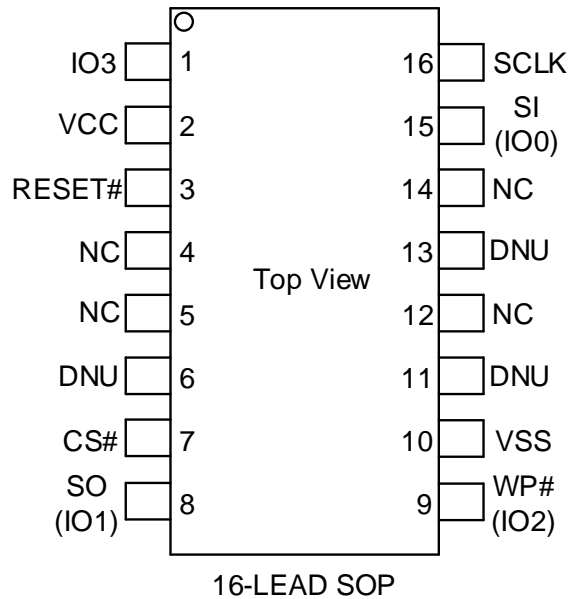 IO3 1 16 SCLK
VCC 2 15 SI
(IO0)
RESET# 3 14 NC
NC 4 13 DNU
Top View
NC 5 12 NC
DNU 6 11 DNU
CS# 7 10 VSS
SO 8 9 WP#
(IO1) (IO2)
16-LEAD SOP